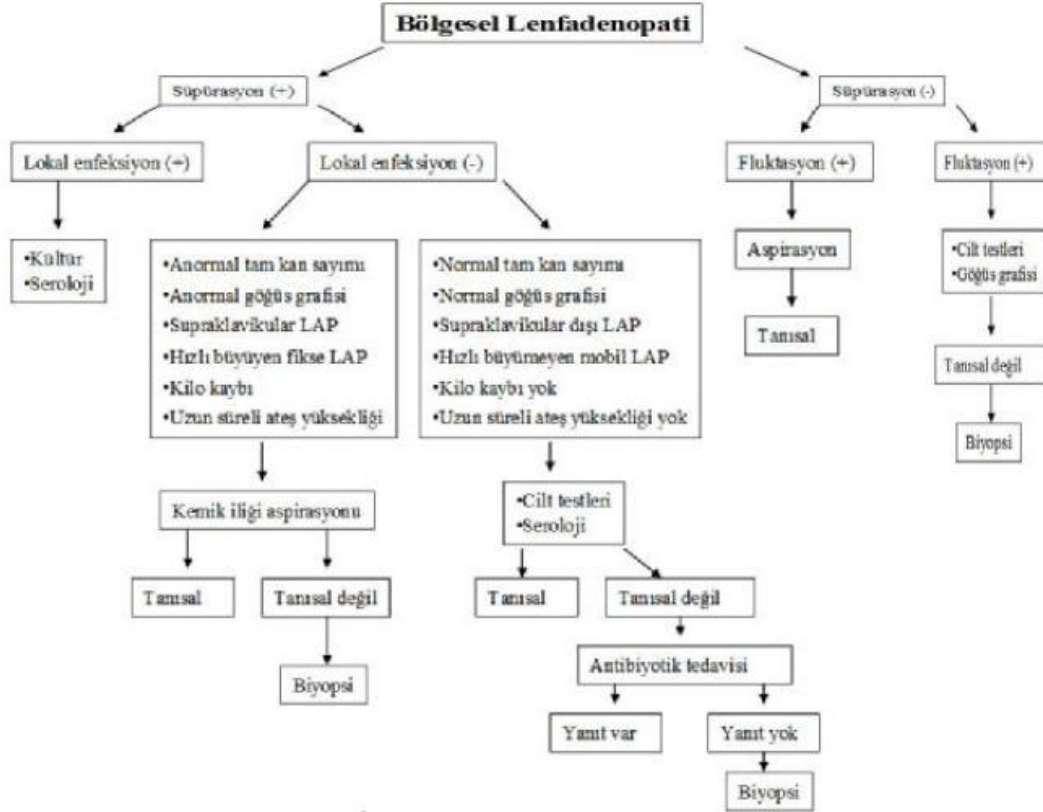 Bölgesel Lenfadenopati
Süpürasyon (+)
Süpürasyon (-)
Lokal enfeksiyon (+)
Lokal enfeksiyon (-)
Fluktasyon (+)
Fluktasyon (+)
•Kültür
•Seroloji
•Anormal tam kan sayımı
•Anormal göğüs grafisi
•Supraklavikular LAP
•Hızlı büyüyen fikse LAP
•Kilo kaybı
•Uzun süreli ateş yüksekliği
•Normal tam kan sayımı
•Normal göğüs grafisi
•Supraklavikular dışı LAP
•Hızlı büyümeyen mobil LAP
•Kilo kaybı yok
•Uzun süreli ateş yüksekliği yok
Aspirasyon
Tanısal
•Cilt testleri
•Göğüs grafisi
Tanısal değil
Biyopsi
Kemik iliği aspirasyonu
Tanısal
Tanısal değil
Biyopsi
•Cilt testleri
•Seroloji
Tanısal
Tanısal değil
Antibiyotik tedavisi
Yanıt var
Yanıt yok
Biyopsi